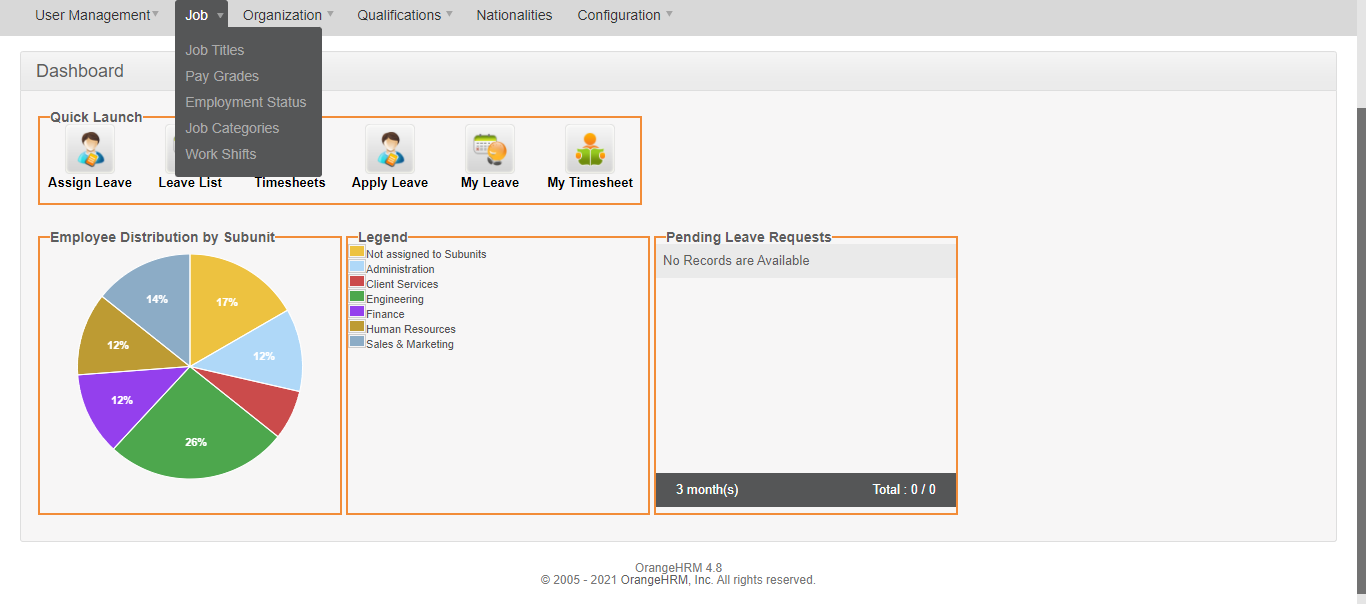 User Management Job Organization Qualifications Nationalities Configuration
Job Titles
Pay Grades
Employment Status
Job Categories
Work Shifts
Dashboard
Quick Launch
Assign Leave Leave List Timesheets Apply Leave My Leave My Timesheet
Employee Distribution by Subunit
17%
12%
26%
12%
12%
14%
Legend
Not assigned to Subunits
Administration
Client Services
Engineering
Finance
Human Resources
Sales & Marketing
Pending Leave Requests
No Records are Available
3 month(s) Total : 0 / 0
OrangeHRM 4.8
© 2005 - 2021 OrangeHRM, Inc. All rights reserved.